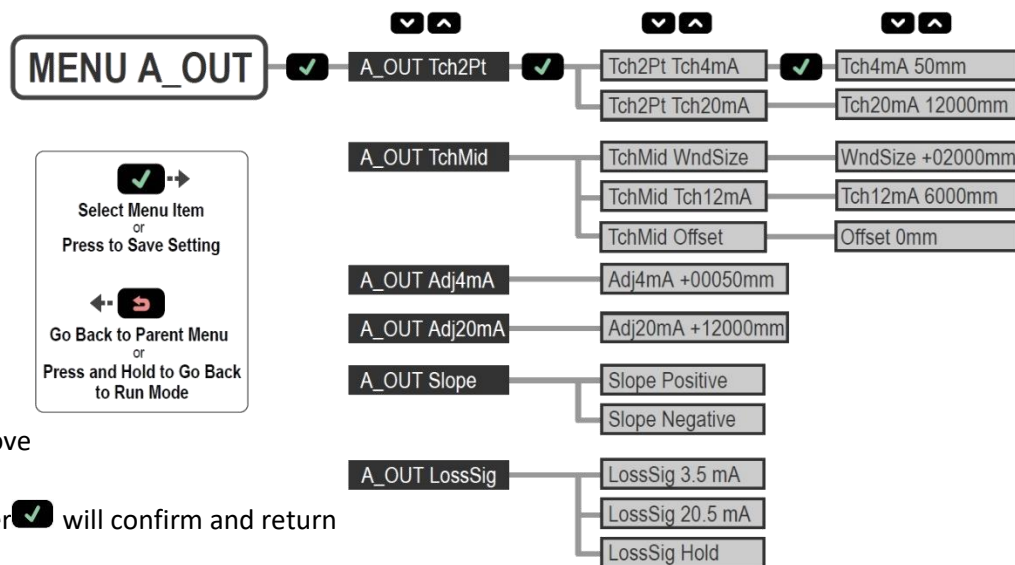 MENU A_OUT
A_OUT Tch2Pt
Tch2Pt Tch4mA
Tch4mA 50mm
Tch2Pt Tch20mA
Tch20mA 12000mm
A_OUT TchMid
TchMid WndSize
WndSize +02000mm
TchMid Tch12mA
Tch12mA 6000mm
TchMid Offset
Offset 0mm
A_OUT Adj4mA
Adj4mA +00050mm
A_OUT Adj20mA
Adj20mA +12000mm
A_OUT Slope
Slope Positive
Slope Negative
A_OUT LossSig
LossSig 3.5 mA
LossSig 20.5 mA
LossSig Hold
Select Menu Item
or
Press to Save Setting
Go Back to Parent Menu
or
Press and Hold to Go Back
to Run Mode
will confirm and return